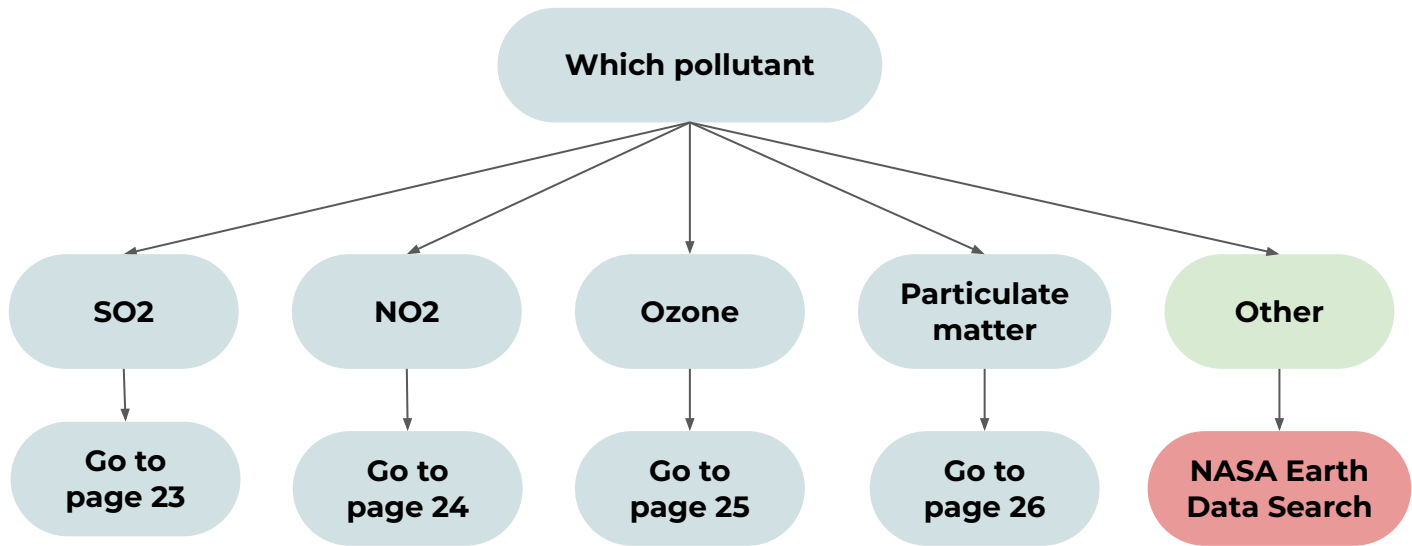 Which pollutant
SO2
NO2
Ozone
Particulate
matter
Other
Go to
page 23
Go to
page 24
Go to
page 25
Go to
page 26
NASA Earth
Data Search